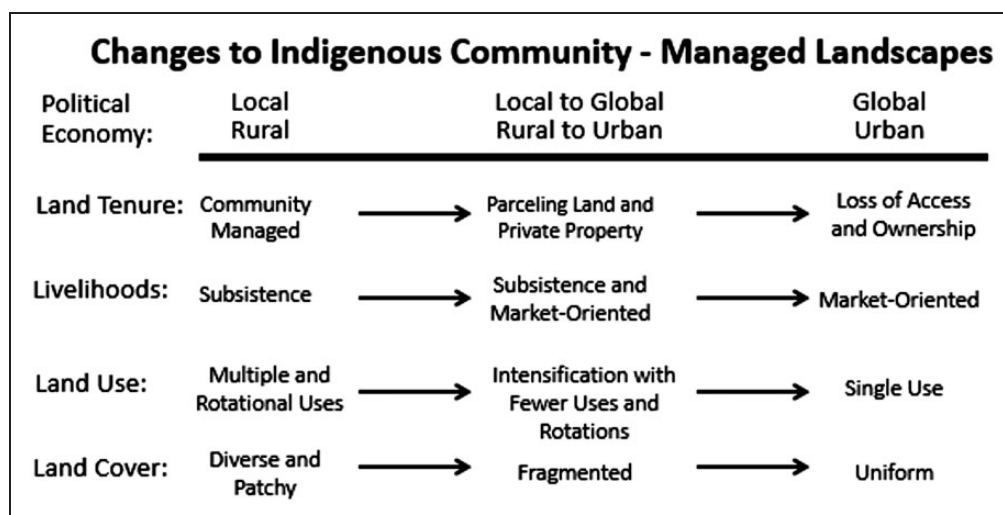 Changes to Indigenous Community - Managed Landscapes
Political Economy:
Local Rural
Local to Global Rural to Urban
Global Urban
Land Tenure:
Community Managed
Parceling Land and Private Property
Loss of Access and Ownership
Livelihoods:
Subsistence
Subsistence and Market-Oriented
Market-Oriented
Land Use:
Multiple and Rotational Uses
Intensification with Fewer Uses and Rotations
Single Use
Land Cover:
Diverse and Patchy
Fragmented
Uniform